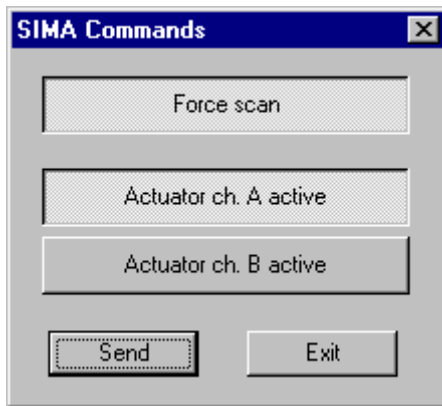 SIMA Commands
Force scan
Actuator ch. A active
Actuator ch. B active
Send
Exit